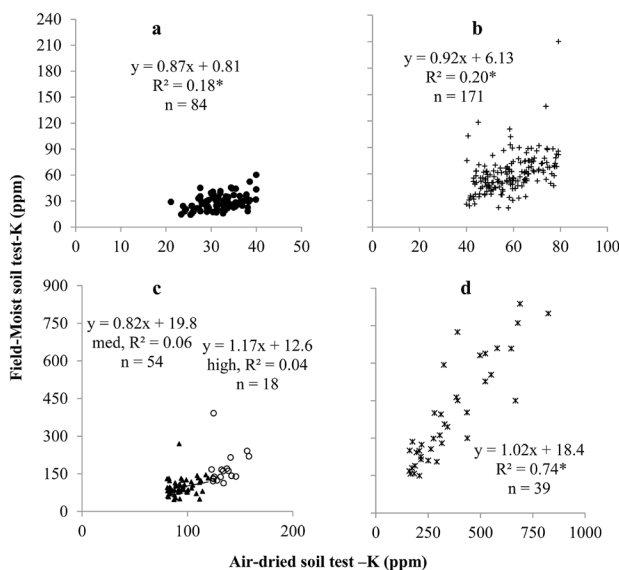 Field-Moist soil test-K (ppm)
240
210
180
150
120
90
60
30
0
a
y = 0.87x + 0.81
R² = 0.18*
n = 84
0 10 20 30 40 50
b
y = 0.92x + 6.13
R² = 0.20*
n = 171
0 20 40 60 80 100
900
750
600
450
300
150
0
c
y = 0.82x + 19.8
med, R² = 0.06
n = 54
y = 1.17x + 12.6
high, R² = 0.04
n = 18
0 100 200
d
y = 1.02x + 18.4
R² = 0.74*
n = 39
0 250 500 750 1000
Air-dried soil test –K (ppm)